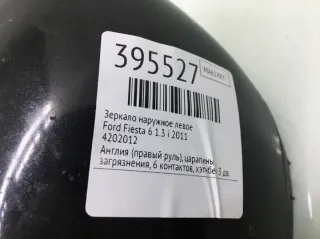 395527
Зеркало наружное левое
Ford Fiesta 6 1.3 i 2011
4202012
Англия (правый руль), царапины,
загрязнения, 6 контактов, хэтчбек 3 дв.